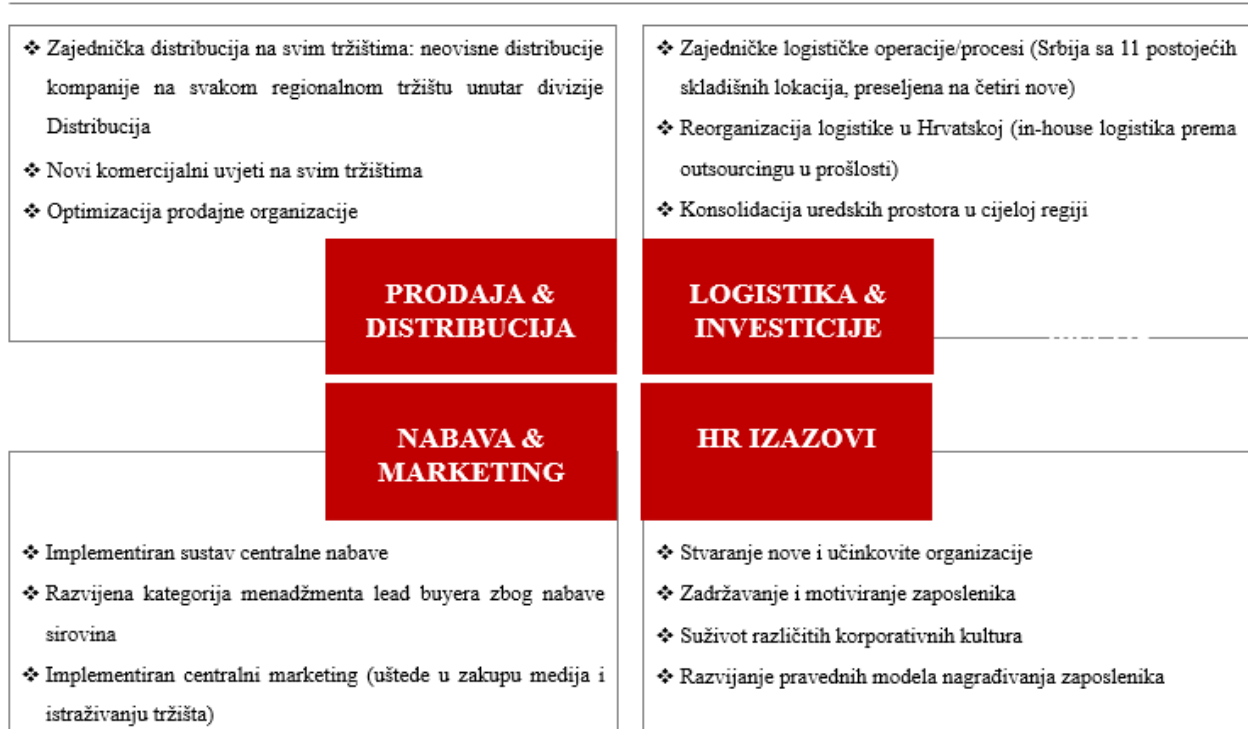 ❖ Zajednička distribucija na svim tržištima: neovisne distribucije
kompanije na svakom regionalnom tržištu unutar divizije
Distribucija
❖ Novi komercijalni uvjeti na svim tržištima
❖ Optimizacija prodajne organizacije
PRODAJA &
DISTRIBUCIJA
❖ Zajedničke logističke operacije/procesi (Srbija sa 11 postojećih
skladišnih lokacija, preseljena na četiri nove)
❖ Reorganizacija logistike u Hrvatskoj (in-house logistika prema
outsourcingu u prošlosti)
❖ Konsolidacija uredskih prostora u cijeloj regiji
LOGISTIKA &
INVESTICIJE
NABAVA &
MARKETING
❖ Implementiran sustav centralne nabave
❖ Razvijena kategorija menadžmenta lead buyera zbog nabave
sirovina
❖ Implementiran centralni marketing (uštede u zakupu medija i
istraživanju tržišta)
HR IZAZOVI
❖ Stvaranje nove i učinkovite organizacije
❖ Zadržavanje i motiviranje zaposlenika
❖ Suživot različitih korporativnih kultura
❖ Razvijanje pravednih modela nagrađivanja zaposlenika